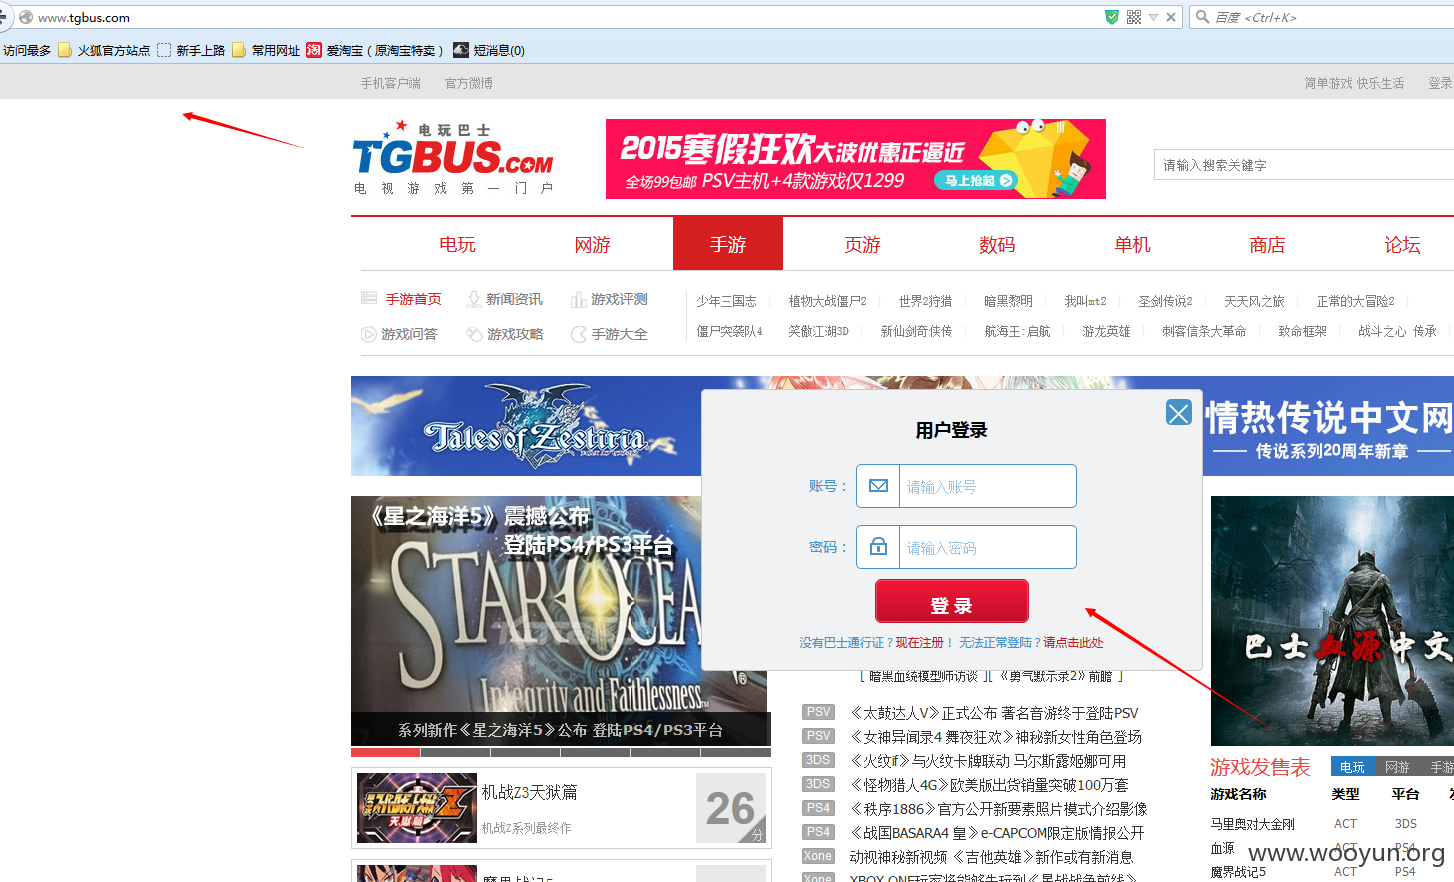 www.tgbus.com
百度 <Ctrl+K>
访问最多 火狐官方站点 新手上路 常用网址 淘 爱淘宝（原淘宝特卖） 短消息(0)
手机客户端 官方微博 简单游戏 快乐生活 登录
电玩巴士
TGBUS.COM
电视游戏第一门户
2015寒假狂欢大波优惠正逼近
全场99包邮 PSV主机+4款游戏仅1299 马上抢起
请输入搜索关键字
电玩 网游 手游 页游 数码 单机 商店 论坛
手游首页 新闻资讯 游戏评测
游戏问答 游戏攻略 手游大全
少年三国志 植物大战僵尸2 世界2狩猎 暗黑黎明 我叫mt2 圣剑传说2 天天风之旅 正常的大冒险2
僵尸突袭队4 笑傲江湖3D 新仙剑奇侠传 航海王:启航 游龙英雄 刺客信条大革命 致命框架 战斗之心 传承
Tales of Zestiria
情热传说中文网
传说系列20周年新章
用户登录
账号： 请输入账号
密码： 请输入密码
登 录
没有巴士通行证？现在注册！ 无法正常登陆？请点击此处
《星之海洋5》震撼公布
登陆PS4/PS3平台
STAR OCEA
Integrity and Faithlessness
系列新作《星之海洋5》公布 登陆PS4/PS3平台
[ 暗黑血统模型师访谈 ][ 《勇气默示录2》前瞻 ]
PSV 《太鼓达人V》正式公布 著名音游终于登陆PSV
PSV 《女神异闻录4 舞夜狂欢》神秘新女性角色登场
3DS 《火纹if》与火纹卡牌联动 马尔斯露姬娜可用
3DS 《怪物猎人4G》欧美版出货销量突破100万套
PS4 《秩序1886》官方公开新要素照片模式介绍影像
PS4 《战国BASARA4 皇》e-CAPCOM限定版情报公开
Xone 动视神秘新视频 《吉他英雄》新作或有新消息
Xone XBOX ONE玩家将能够先玩到《星战战争前线》
机战Z3天狱篇
机战Z系列最终作
26分
魔界战记5
巴士血源中文
游戏发售表 电玩 网游 手游
游戏名称 类型 平台
马里奥对大金刚 ACT 3DS
血源 ACT PS4
魔界战记5 ACT PS4
www.wooyun.org